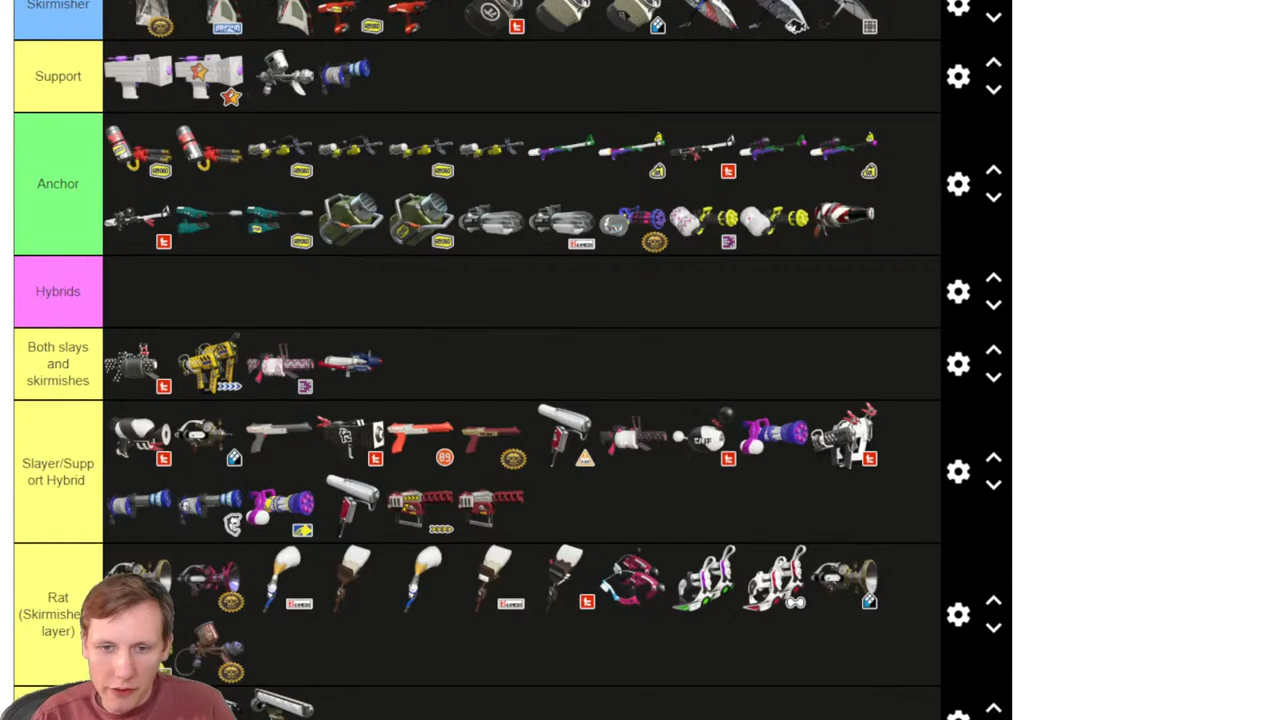 Skirmisher
Support
Anchor
Hybrids
Both slays
and
skirmishes
Slayer/Supp
ort Hybrid
Rat
(Skirmishe
layer)